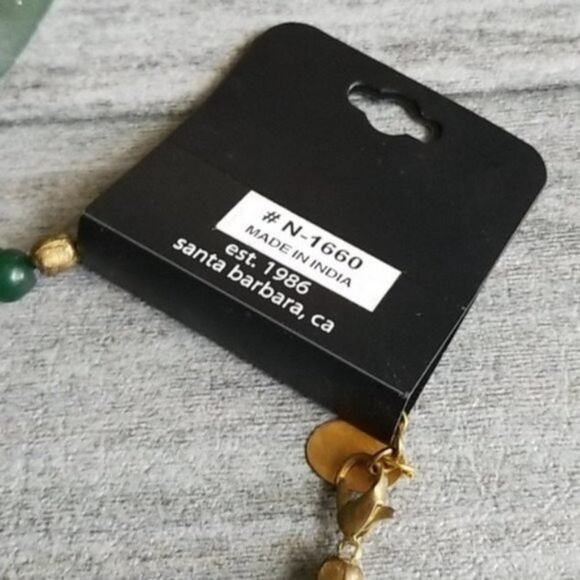 # N-1660
MADE IN INDIA
est. 1986
santa barbara, ca